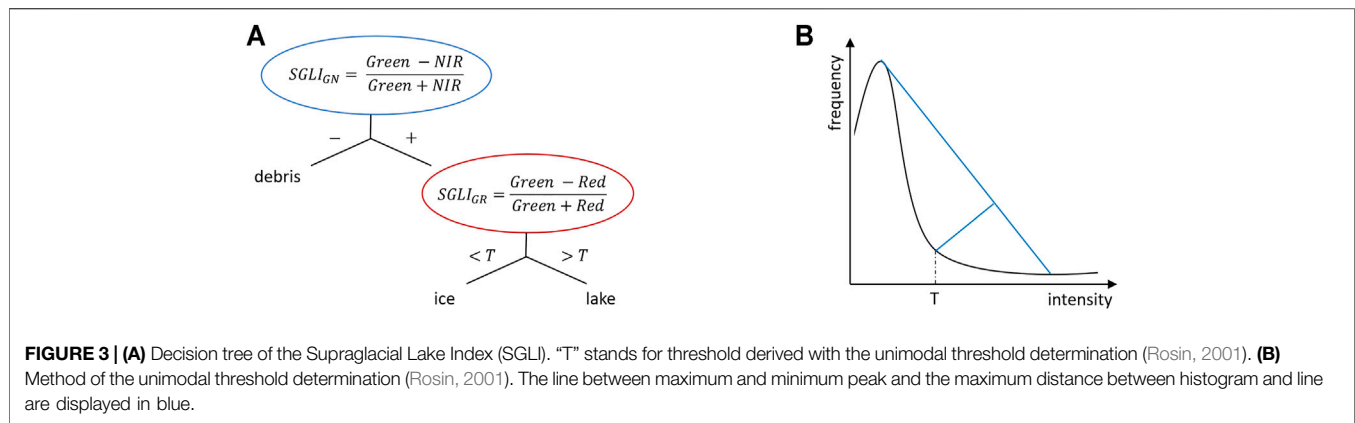 A
SGLI_GN = (Green − NIR) / (Green + NIR)
− +
debris
SGLI_GR = (Green − Red) / (Green + Red)
< T > T
ice lake
B
frequency
T intensity
FIGURE 3 | (A) Decision tree of the Supraglacial Lake Index (SGLI). “T” stands for threshold derived with the unimodal threshold determination (Rosin, 2001). (B)
Method of the unimodal threshold determination (Rosin, 2001). The line between maximum and minimum peak and the maximum distance between histogram and line
are displayed in blue.